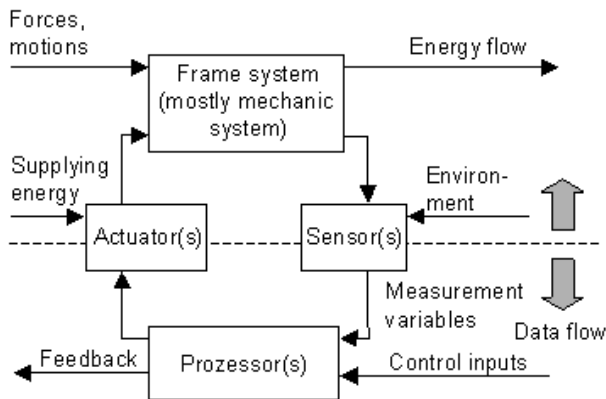 Forces,
motions
Energy flow
Frame system
(mostly mechanic
system)
Supplying
energy
Environ-
ment
Actuator(s)
Sensor(s)
Measurement
variables
Data flow
Feedback
Prozessor(s)
Control inputs